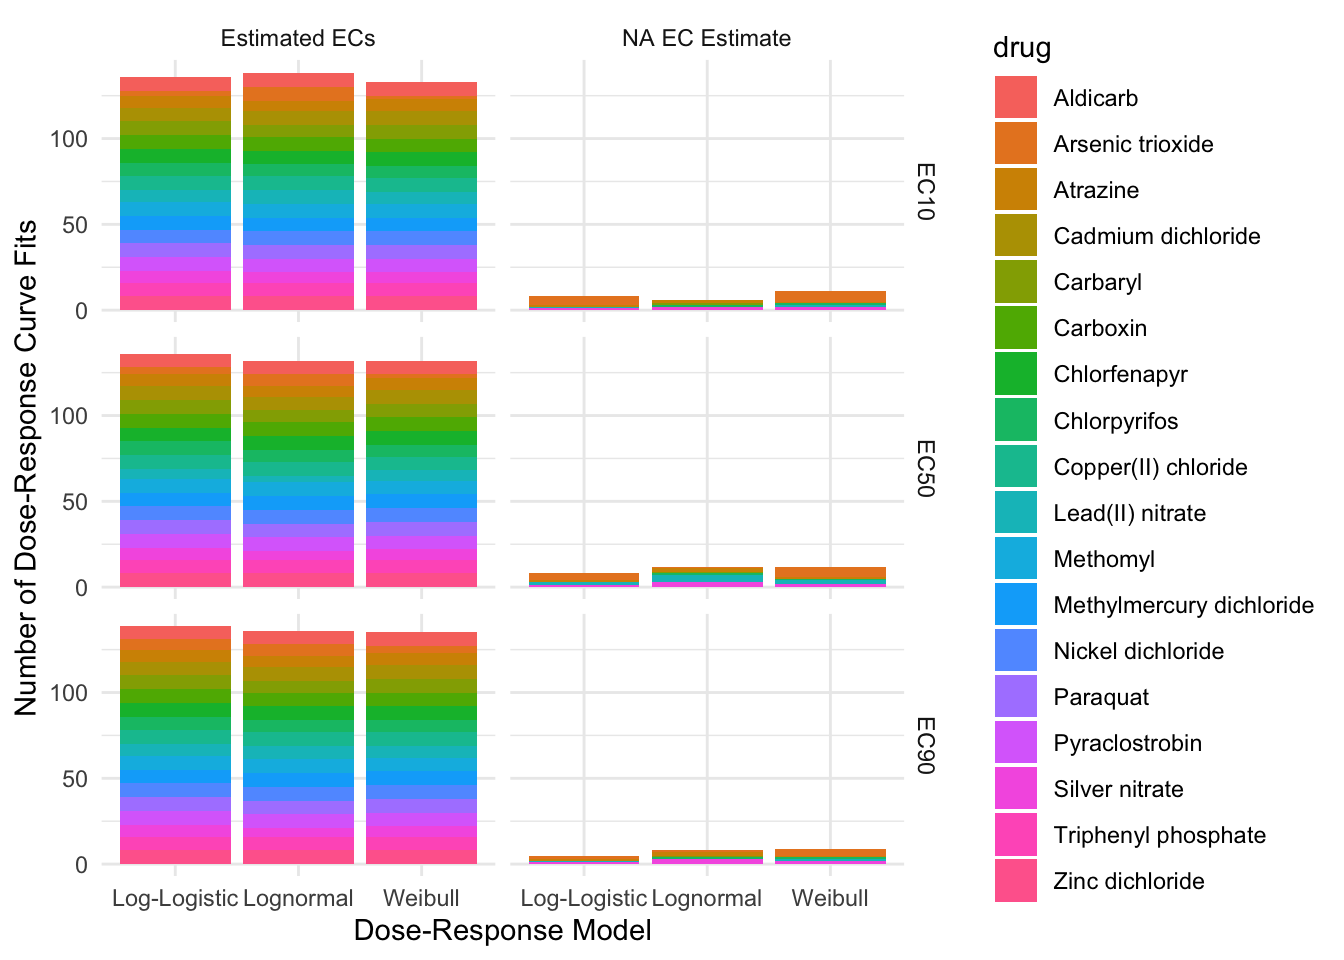 Estimated ECs
NA EC Estimate
Number of Dose-Response Curve Fits
100
50
0
EC10
100
50
0
EC50
100
50
0
EC90
Log-Logistic
Lognormal
Weibull
Log-Logistic
Lognormal
Weibull
Dose-Response Model
drug
Aldicarb
Arsenic trioxide
Atrazine
Cadmium dichloride
Carbaryl
Carboxin
Chlorfenapyr
Chlorpyrifos
Copper(II) chloride
Lead(II) nitrate
Methomyl
Methylmercury dichloride
Nickel dichloride
Paraquat
Pyraclostrobin
Silver nitrate
Triphenyl phosphate
Zinc dichloride